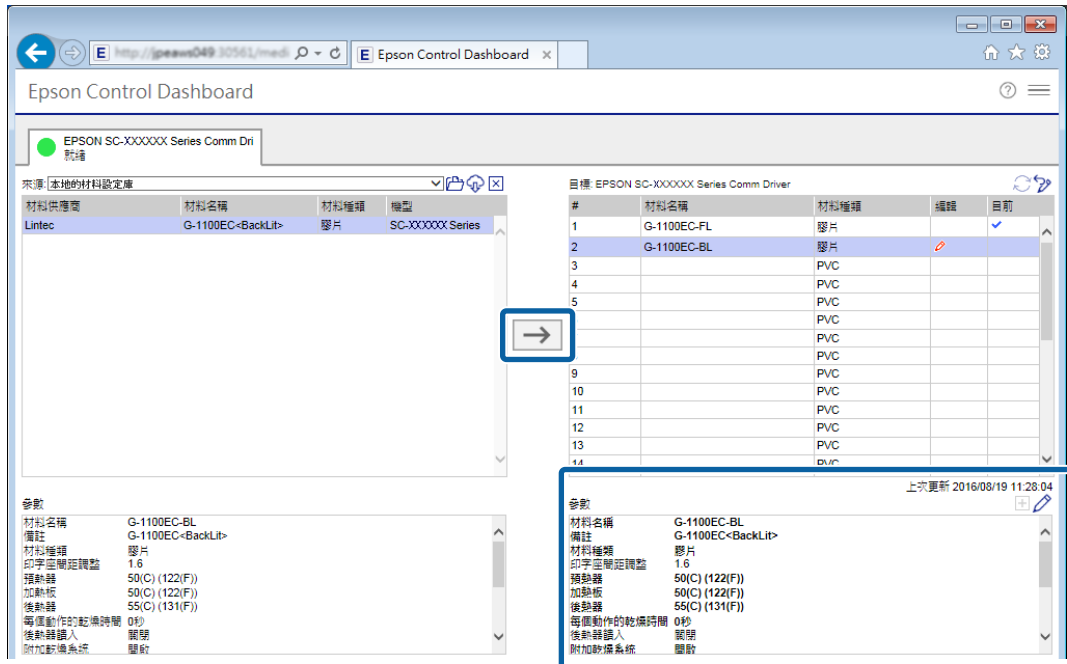 E http://jpeaws049:30561/medi
E Epson Control Dashboard
Epson Control Dashboard
EPSON SC-XXXXXX Series Comm Dri
就緒
來源: 本地的材料設定庫
材料供應商 材料名稱 材料種類 機型
Lintec G-1100EC<BackLit>膠片 SC-XXXXXX Series
目標: EPSON SC-XXXXXX Series Comm Driver
# 材料名稱 材料種類 編輯 目前
1 G-1100EC-FL 膠片
2 G-1100EC-BL 膠片
3 PVC
4 PVC
5 PVC
PVC
PVC
PVC
9 PVC
10 PVC
11 PVC
12 PVC
13 PVC
14 PVC
參數
材料名稱 G-1100EC-BL
備註 G-1100EC<BackLit>
材料種類 膠片
印字座間距調整 1.6
預熱器 50(C) (122(F))
加熱板 50(C) (122(F))
後熱器 55(C) (131(F))
每個動作的乾燥時間 0秒
後熱器讀入 關閉
附加乾燥系統 開啟
上次更新 2016/08/19 11:28:04
參數
材料名稱 G-1100EC-BL
備註 G-1100EC<BackLit>
材料種類 膠片
印字座間距調整 1.6
預熱器 50(C) (122(F))
加熱板 50(C) (122(F))
後熱器 55(C) (131(F))
每個動作的乾燥時間 0秒
後熱器讀入 關閉
附加乾燥系統 開啟